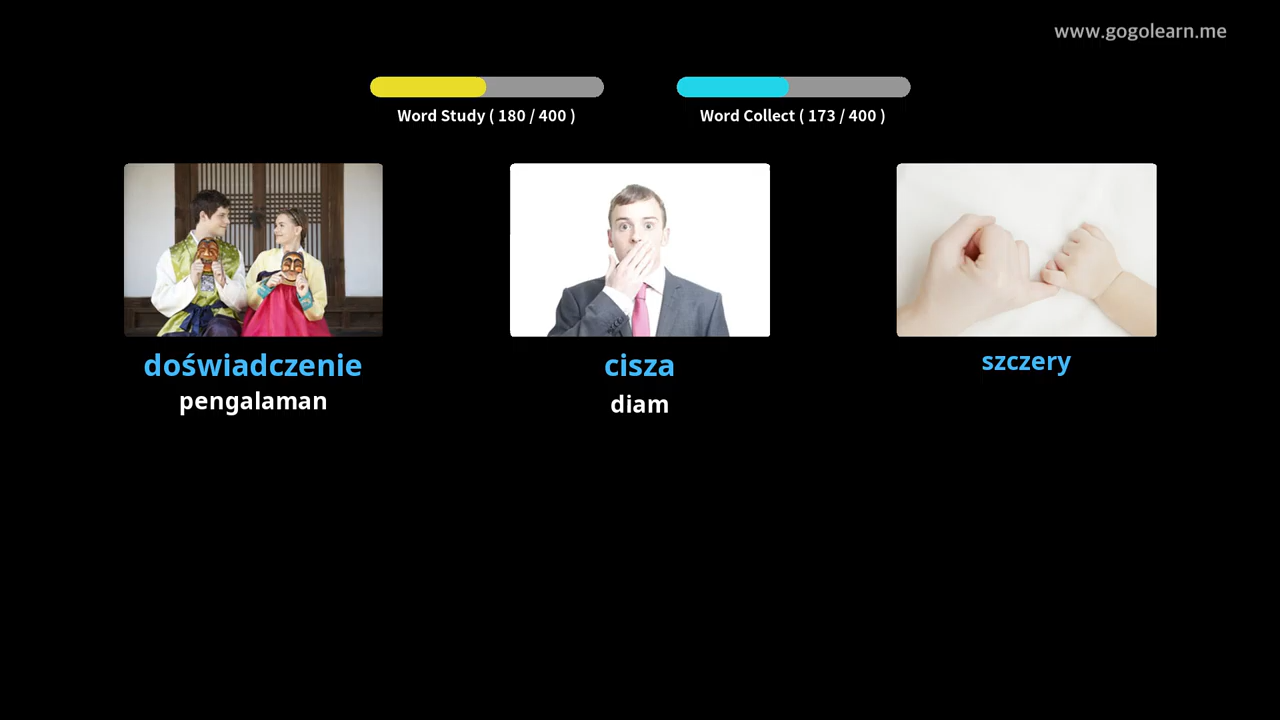 www.gogolearn.me
Word Study ( 180 / 400 )
Word Collect ( 173 / 400 )
doświadczenie
pengalaman
cisza
diam
szczery